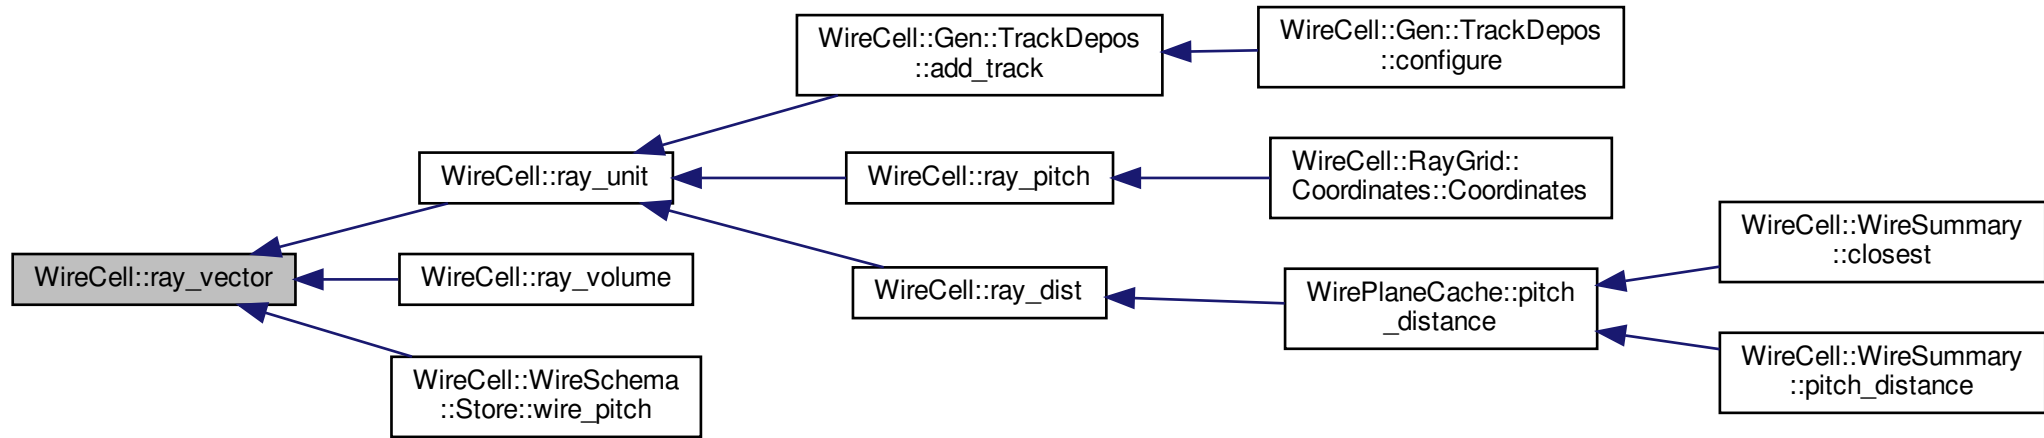 WireCell::Gen::TrackDepos
::add_track
WireCell::Gen::TrackDepos
::configure
WireCell::ray_unit
WireCell::ray_pitch
WireCell::RayGrid::
Coordinates::Coordinates
WireCell::ray_vector
WireCell::ray_volume
WireCell::ray_dist
WirePlaneCache::pitch
_distance
WireCell::WireSummary
::closest
WireCell::WireSchema
::Store::wire_pitch
WireCell::WireSummary
::pitch_distance